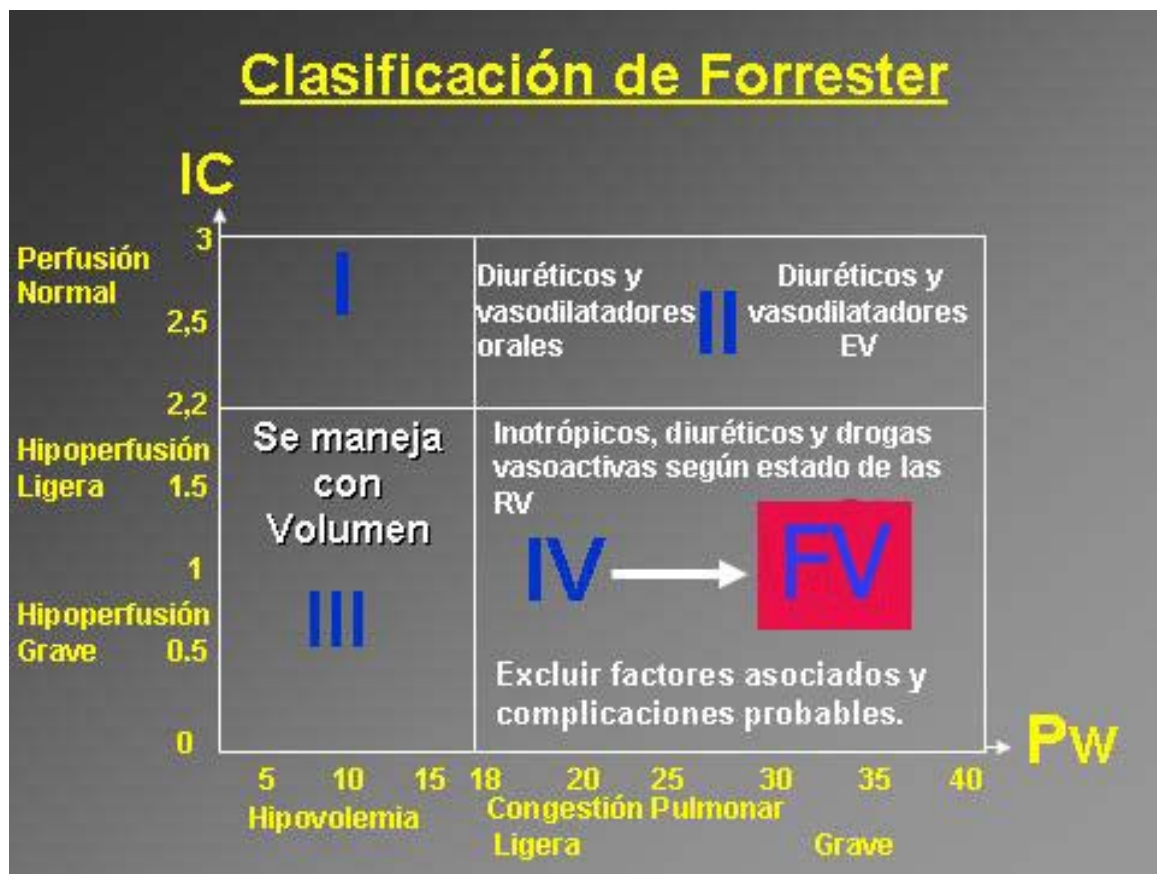 Clasificación de Forrester
IC
3
Perfusión
Normal
2,5
2,2
Hipoperfusión
Ligera 1.5
1
Hipoperfusión
Grave 0.5
0
I
Diuréticos y
vasodilatadores
orales
II
Diuréticos y
vasodilatadores
EV
Se maneja
con
Volumen
III
Inotrópicos, diuréticos y drogas
vasoactivas según estado de las
RV
IV
FV
Excluir factores asociados y
complicaciones probables.
Pw
5 10 15 18 20 25 30 35 40
Hipovolemia
Congestión Pulmonar
Ligera Grave